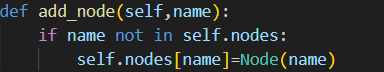 def add_node(self,name):
    if name not in self.nodes:
        self.nodes[name]=Node(name)